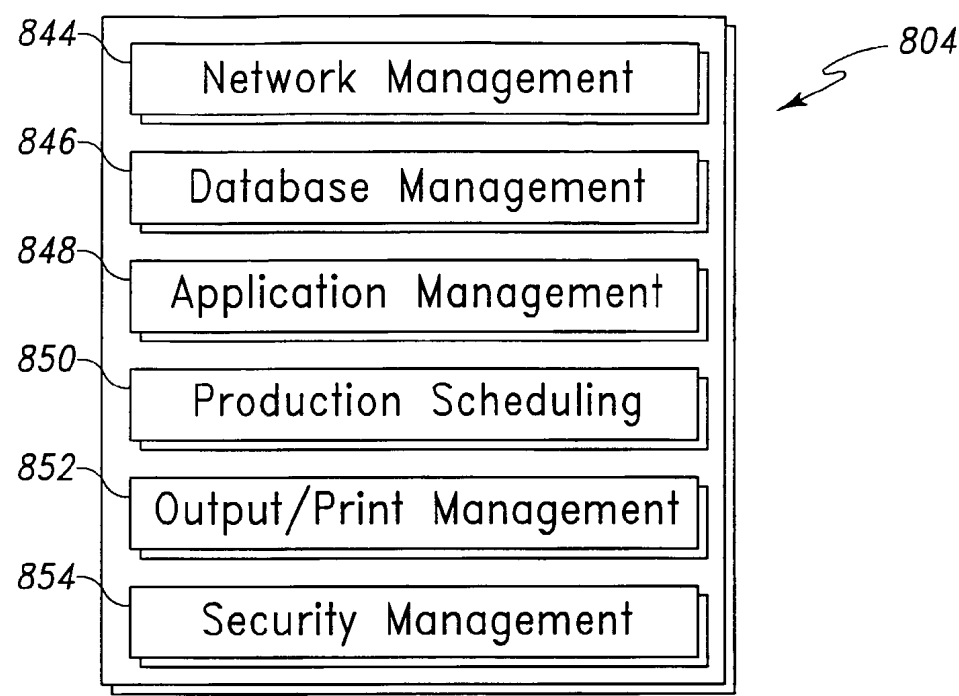 844
804
Network Management
846
Database Management
848
Application Management
850
Production Scheduling
852
Output/Print Management
854
Security Management